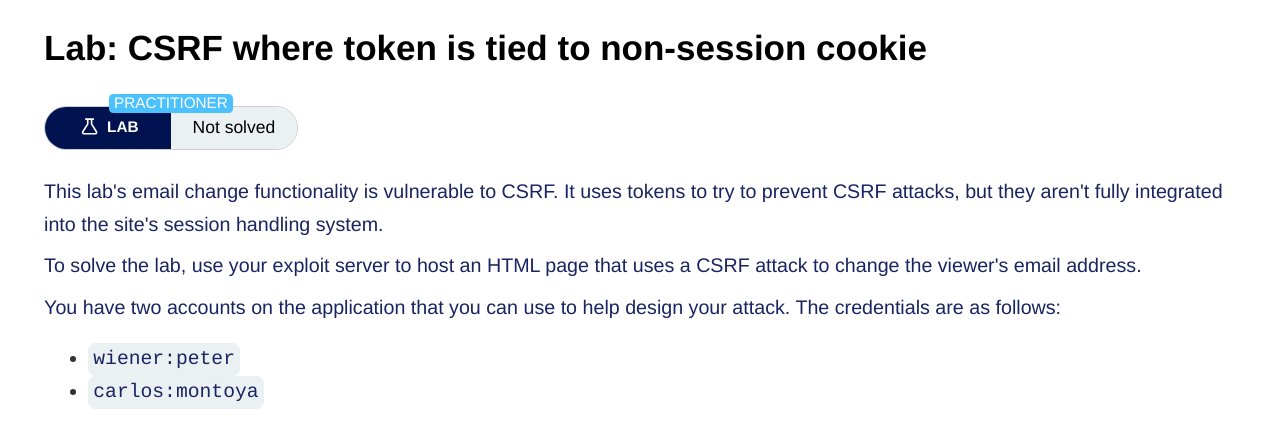 Lab: CSRF where token is tied to non-session cookie
PRACTITIONER
LAB Not solved
This lab's email change functionality is vulnerable to CSRF. It uses tokens to try to prevent CSRF attacks, but they aren't fully integrated
into the site's session handling system.
To solve the lab, use your exploit server to host an HTML page that uses a CSRF attack to change the viewer's email address.
You have two accounts on the application that you can use to help design your attack. The credentials are as follows:
• wiener:peter
• carlos:montoya